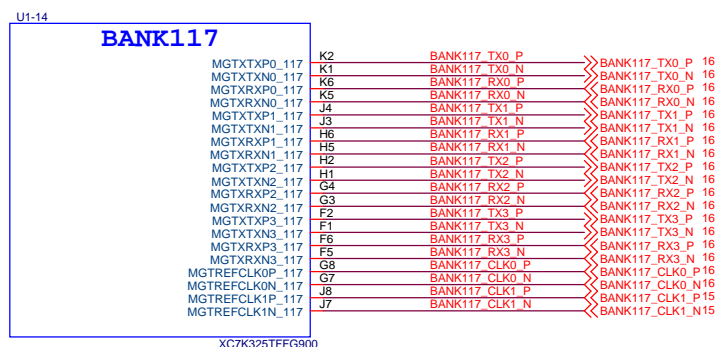 U1-14
BANK117
MGTXTXP0_117 K2 BANK117_TX0_P BANK117_TX0_P 16
MGTXTXN0_117 K1 BANK117_TX0_N BANK117_TX0_N 16
MGTXRXP0_117 K6 BANK117_RX0_P BANK117_RX0_P 16
MGTXRXN0_117 K5 BANK117_RX0_N BANK117_RX0_N 16
MGTXTXP1_117 J4 BANK117_TX1_P BANK117_TX1_P 16
MGTXTXN1_117 J3 BANK117_TX1_N BANK117_TX1_N 16
MGTXRXP1_117 H6 BANK117_RX1_P BANK117_RX1_P 16
MGTXRXN1_117 H5 BANK117_RX1_N BANK117_RX1_N 16
MGTXTXP2_117 H2 BANK117_TX2_P BANK117_TX2_P 16
MGTXTXN2_117 H1 BANK117_TX2_N BANK117_TX2_N 16
MGTXRXP2_117 G4 BANK117_RX2_P BANK117_RX2_P 16
MGTXRXN2_117 G3 BANK117_RX2_N BANK117_RX2_N 16
MGTXTXP3_117 F2 BANK117_TX3_P BANK117_TX3_P 16
MGTXTXN3_117 F1 BANK117_TX3_N BANK117_TX3_N 16
MGTXRXP3_117 F6 BANK117_RX3_P BANK117_RX3_P 16
MGTXRXN3_117 F5 BANK117_RX3_N BANK117_RX3_N 16
MGTREFCLK0P_117 G8 BANK117_CLK0_P BANK117_CLK0_P 16
MGTREFCLK0N_117 G7 BANK117_CLK0_N BANK117_CLK0_N 16
MGTREFCLK1P_117 J8 BANK117_CLK1_P BANK117_CLK1_P 15
MGTREFCLK1N_117 J7 BANK117_CLK1_N BANK117_CLK1_N 15
XC7K325TFFG900